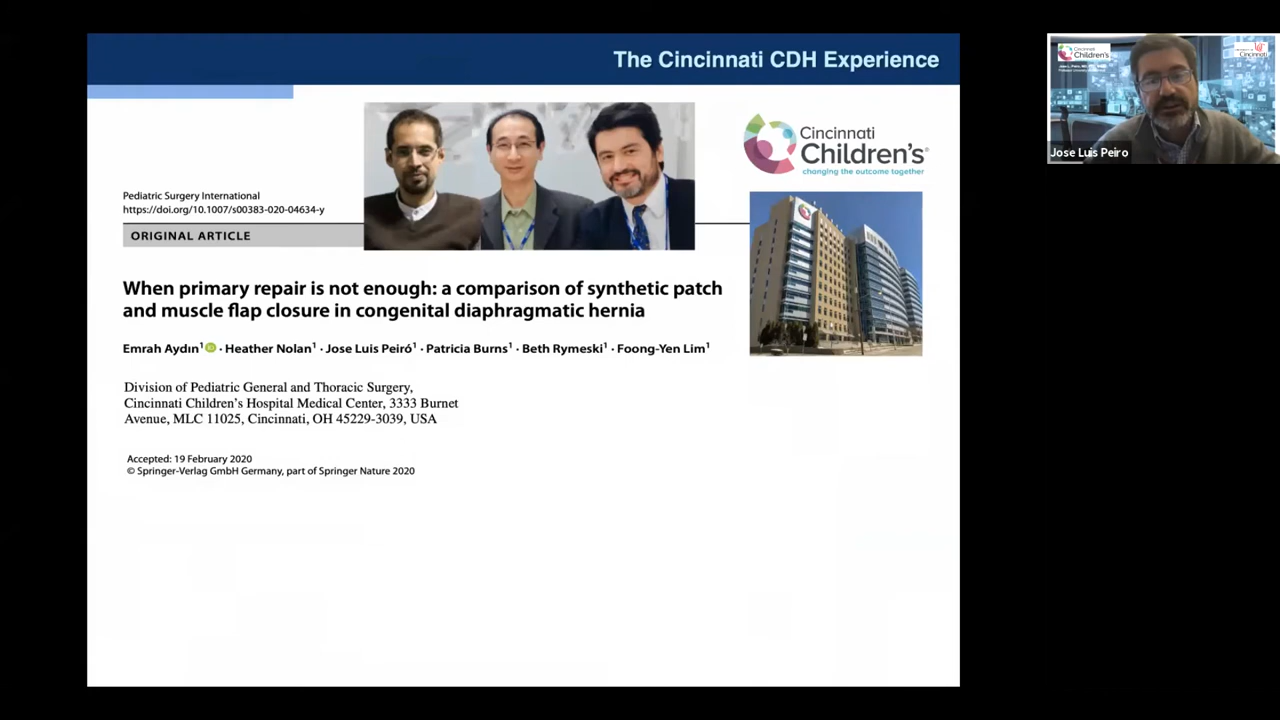 The Cincinnati CDH Experience
Cincinnati
Children's®
changing the outcome together
Pediatric Surgery International
https://doi.org/10.1007/s00383-020-04634-y
ORIGINAL ARTICLE
When primary repair is not enough: a comparison of synthetic patch
and muscle flap closure in congenital diaphragmatic hernia
Emrah Aydın¹ · Heather Nolan¹ · Jose Luis Peiró¹ · Patricia Burns¹ · Beth Rymeski¹ · Foong-Yen Lim¹
Division of Pediatric General and Thoracic Surgery,
Cincinnati Children's Hospital Medical Center, 3333 Burnet
Avenue, MLC 11025, Cincinnati, OH 45229-3039, USA
Accepted: 19 February 2020
© Springer-Verlag GmbH Germany, part of Springer Nature 2020
Cincinnati
Children's
Cincinnati
Jose Luis Peiro